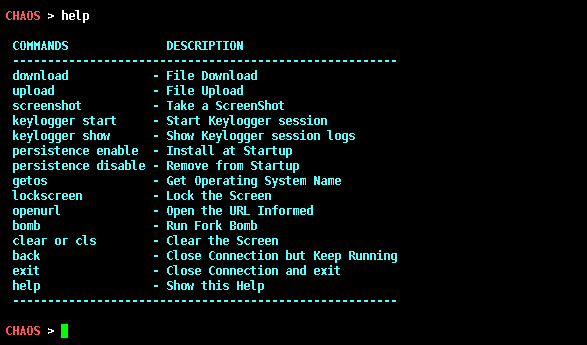 CHAOS > help
COMMANDS DESCRIPTION
-------------------------------------------------------
download - File Download
upload - File Upload
screenshot - Take a ScreenShot
keylogger start - Start Keylogger session
keylogger show - Show Keylogger session logs
persistence enable - Install at Startup
persistence disable - Remove from Startup
getos - Get Operating System Name
lockscreen - Lock the Screen
openurl - Open the URL Informed
bomb - Run Fork Bomb
clear or cls - Clear the Screen
back - Close Connection but Keep Running
exit - Close Connection and exit
help - Show this Help
-------------------------------------------------------
CHAOS >